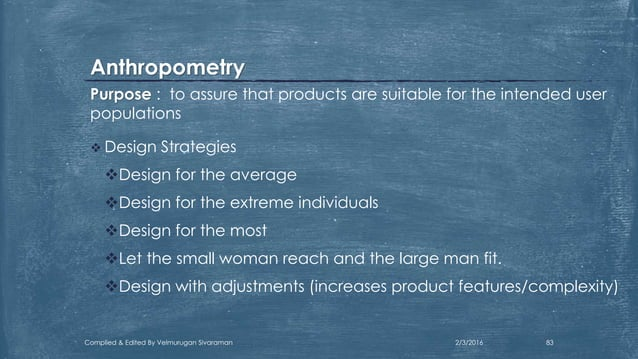 Anthropometry
Purpose : to assure that products are suitable for the intended user
populations
❖ Design Strategies
❖Design for the average
❖Design for the extreme individuals
❖Design for the most
❖Let the small woman reach and the large man fit.
❖Design with adjustments (increases product features/complexity)
Complied & Edited By Velmurugan Sivaraman 2/3/2016 83